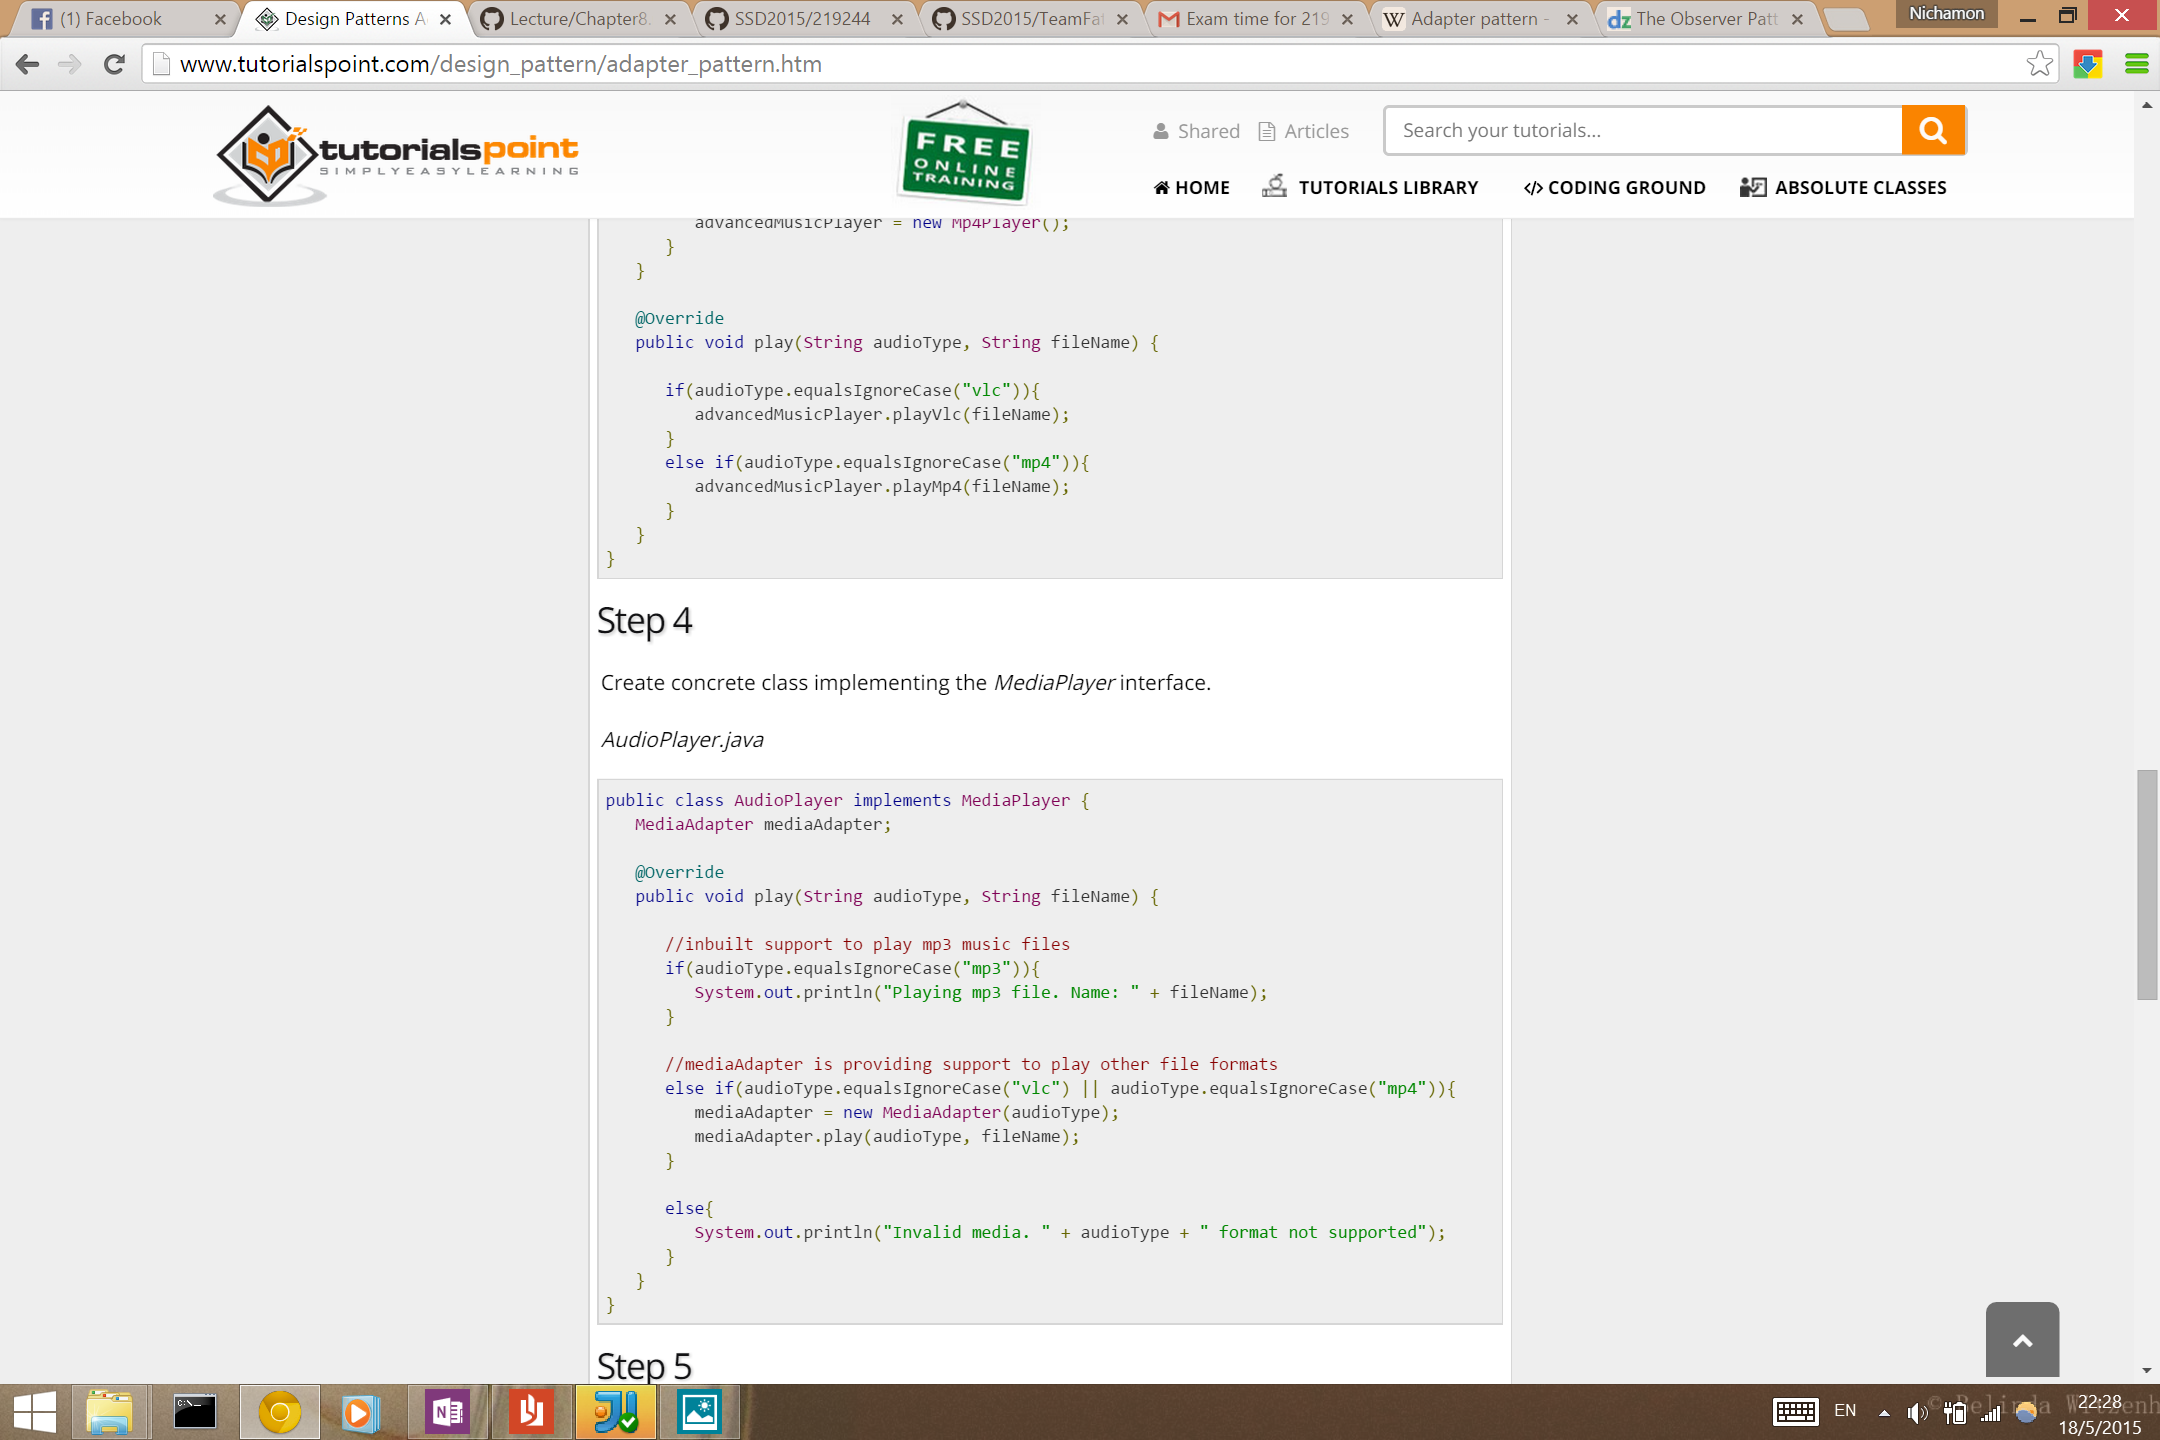 (1) Facebook
Design Patterns A
Lecture/Chapter8.
SSD2015/219244
SSD2015/TeamFat
Exam time for 219
Adapter pattern -
The Observer Patt
Nichamon
www.tutorialspoint.com/design_pattern/adapter_pattern.htm
tutorialspoint
SIMPLYEASYLEARNING
FREE
ONLINE
TRAINING
Shared
Articles
Search your tutorials...
HOME
TUTORIALS LIBRARY
CODING GROUND
ABSOLUTE CLASSES
advancedMusicPlayer = new Mp4Player();
}
}
@Override
public void play(String audioType, String fileName) {
if(audioType.equalsIgnoreCase("vlc")){
advancedMusicPlayer.playVlc(fileName);
}
else if(audioType.equalsIgnoreCase("mp4")){
advancedMusicPlayer.playMp4(fileName);
}
}
}
Step 4
Create concrete class implementing the MediaPlayer interface.
AudioPlayer.java
public class AudioPlayer implements MediaPlayer {
MediaAdapter mediaAdapter;
@Override
public void play(String audioType, String fileName) {
//inbuilt support to play mp3 music files
if(audioType.equalsIgnoreCase("mp3")){
System.out.println("Playing mp3 file. Name: " + fileName);
}
//mediaAdapter is providing support to play other file formats
else if(audioType.equalsIgnoreCase("vlc") || audioType.equalsIgnoreCase("mp4")){
mediaAdapter = new MediaAdapter(audioType);
mediaAdapter.play(audioType, fileName);
}
else{
System.out.println("Invalid media. " + audioType + " format not supported");
}
}
}
Step 5
EN
22:28
18/5/2015